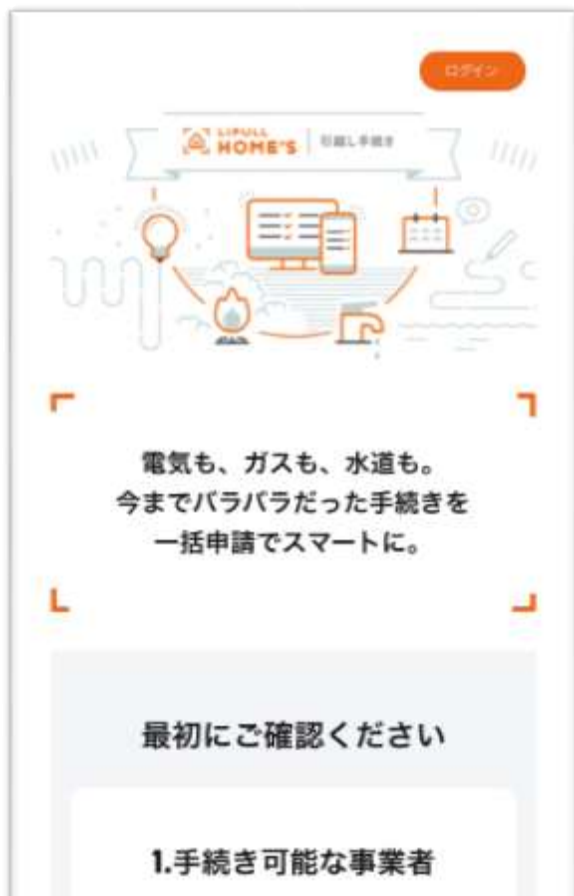 ログイン
LIFULL
HOME'S
引越し手続き
電気も、ガスも、水道も。
今までバラバラだった手続きを
一括申請でスマートに。
最初にご確認ください
1.手続き可能な事業者